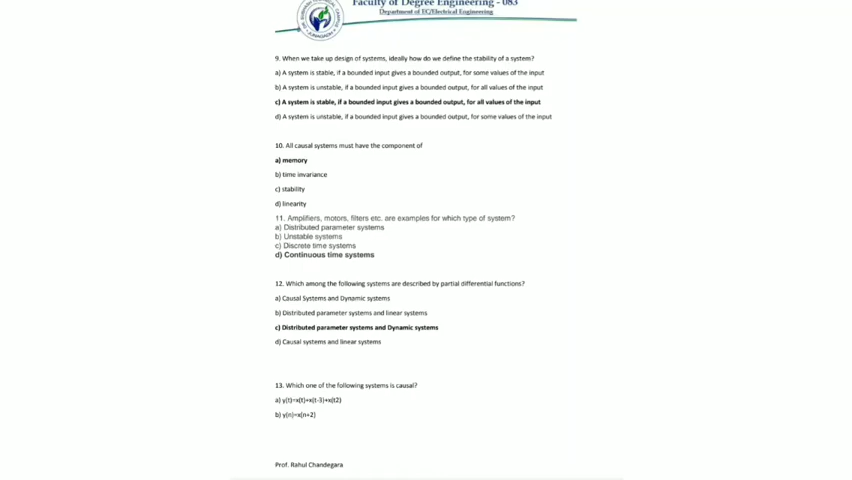 Faculty of Degree Engineering - 083
Department of EC/Electrical Engineering
9. When we take up design of systems, ideally how do we define the stability of a system?
a) A system is stable, if a bounded input gives a bounded output, for some values of the input
b) A system is unstable, if a bounded input gives a bounded output, for all values of the input
c) A system is stable, if a bounded input gives a bounded output, for all values of the input
d) A system is unstable, if a bounded input gives a bounded output, for some values of the input
10. All causal systems must have the component of
a) memory
b) time invariance
c) stability
d) linearity
11. Amplifiers, motors, filters etc. are examples for which type of system?
a) Distributed parameter systems
b) Unstable systems
c) Discrete time systems
d) Continuous time systems
12. Which among the following systems are described by partial differential functions?
a) Causal Systems and Dynamic systems
b) Distributed parameter systems and linear systems
c) Distributed parameter systems and Dynamic systems
d) Causal systems and linear systems
13. Which one of the following systems is causal?
a) y(t)=x(t)+x(t-3)+x(t2)
b) y(n)=x(n+2)
Prof. Rahul Chandegara